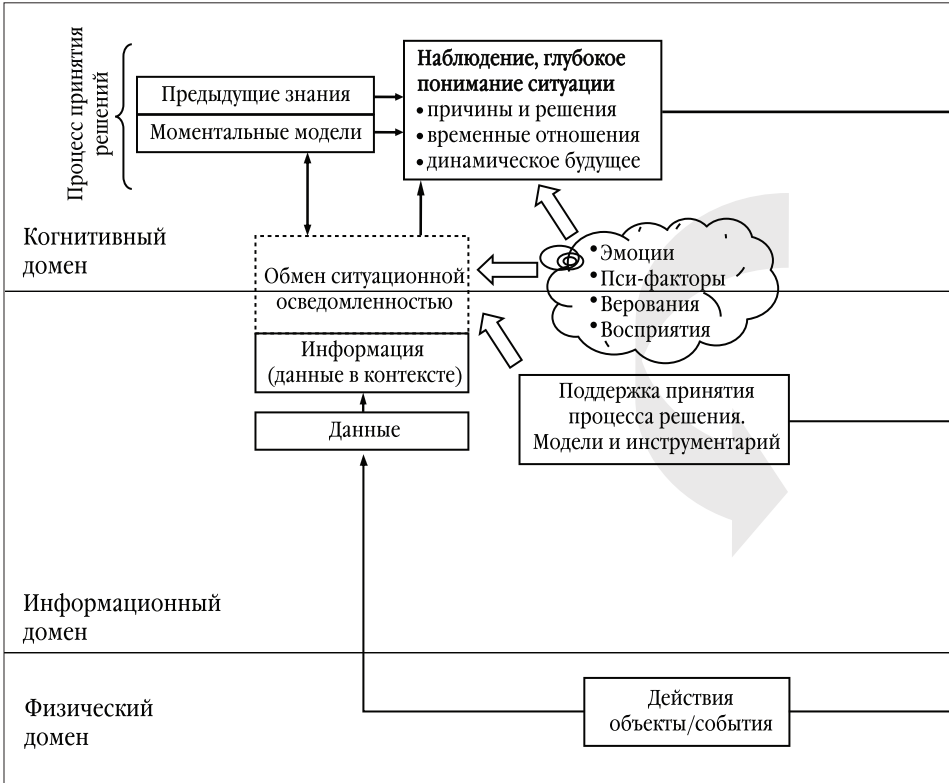 Процесс принятия
решений
Предыдущие знания
Моментальные модели
Наблюдение, глубокое
понимание ситуации
• причины и решения
• временные отношения
• динамическое будущее
Когнитивный
домен
Обмен ситуационной
осведомленностью
• Эмоции
• Пси-факторы
• Верования
• Восприятия
Информация
(данные в контексте)
Данные
Поддержка принятия
процесса решения.
Модели и инструментарий
Информационный
домен
Физический
домен
Действия
объекты/события